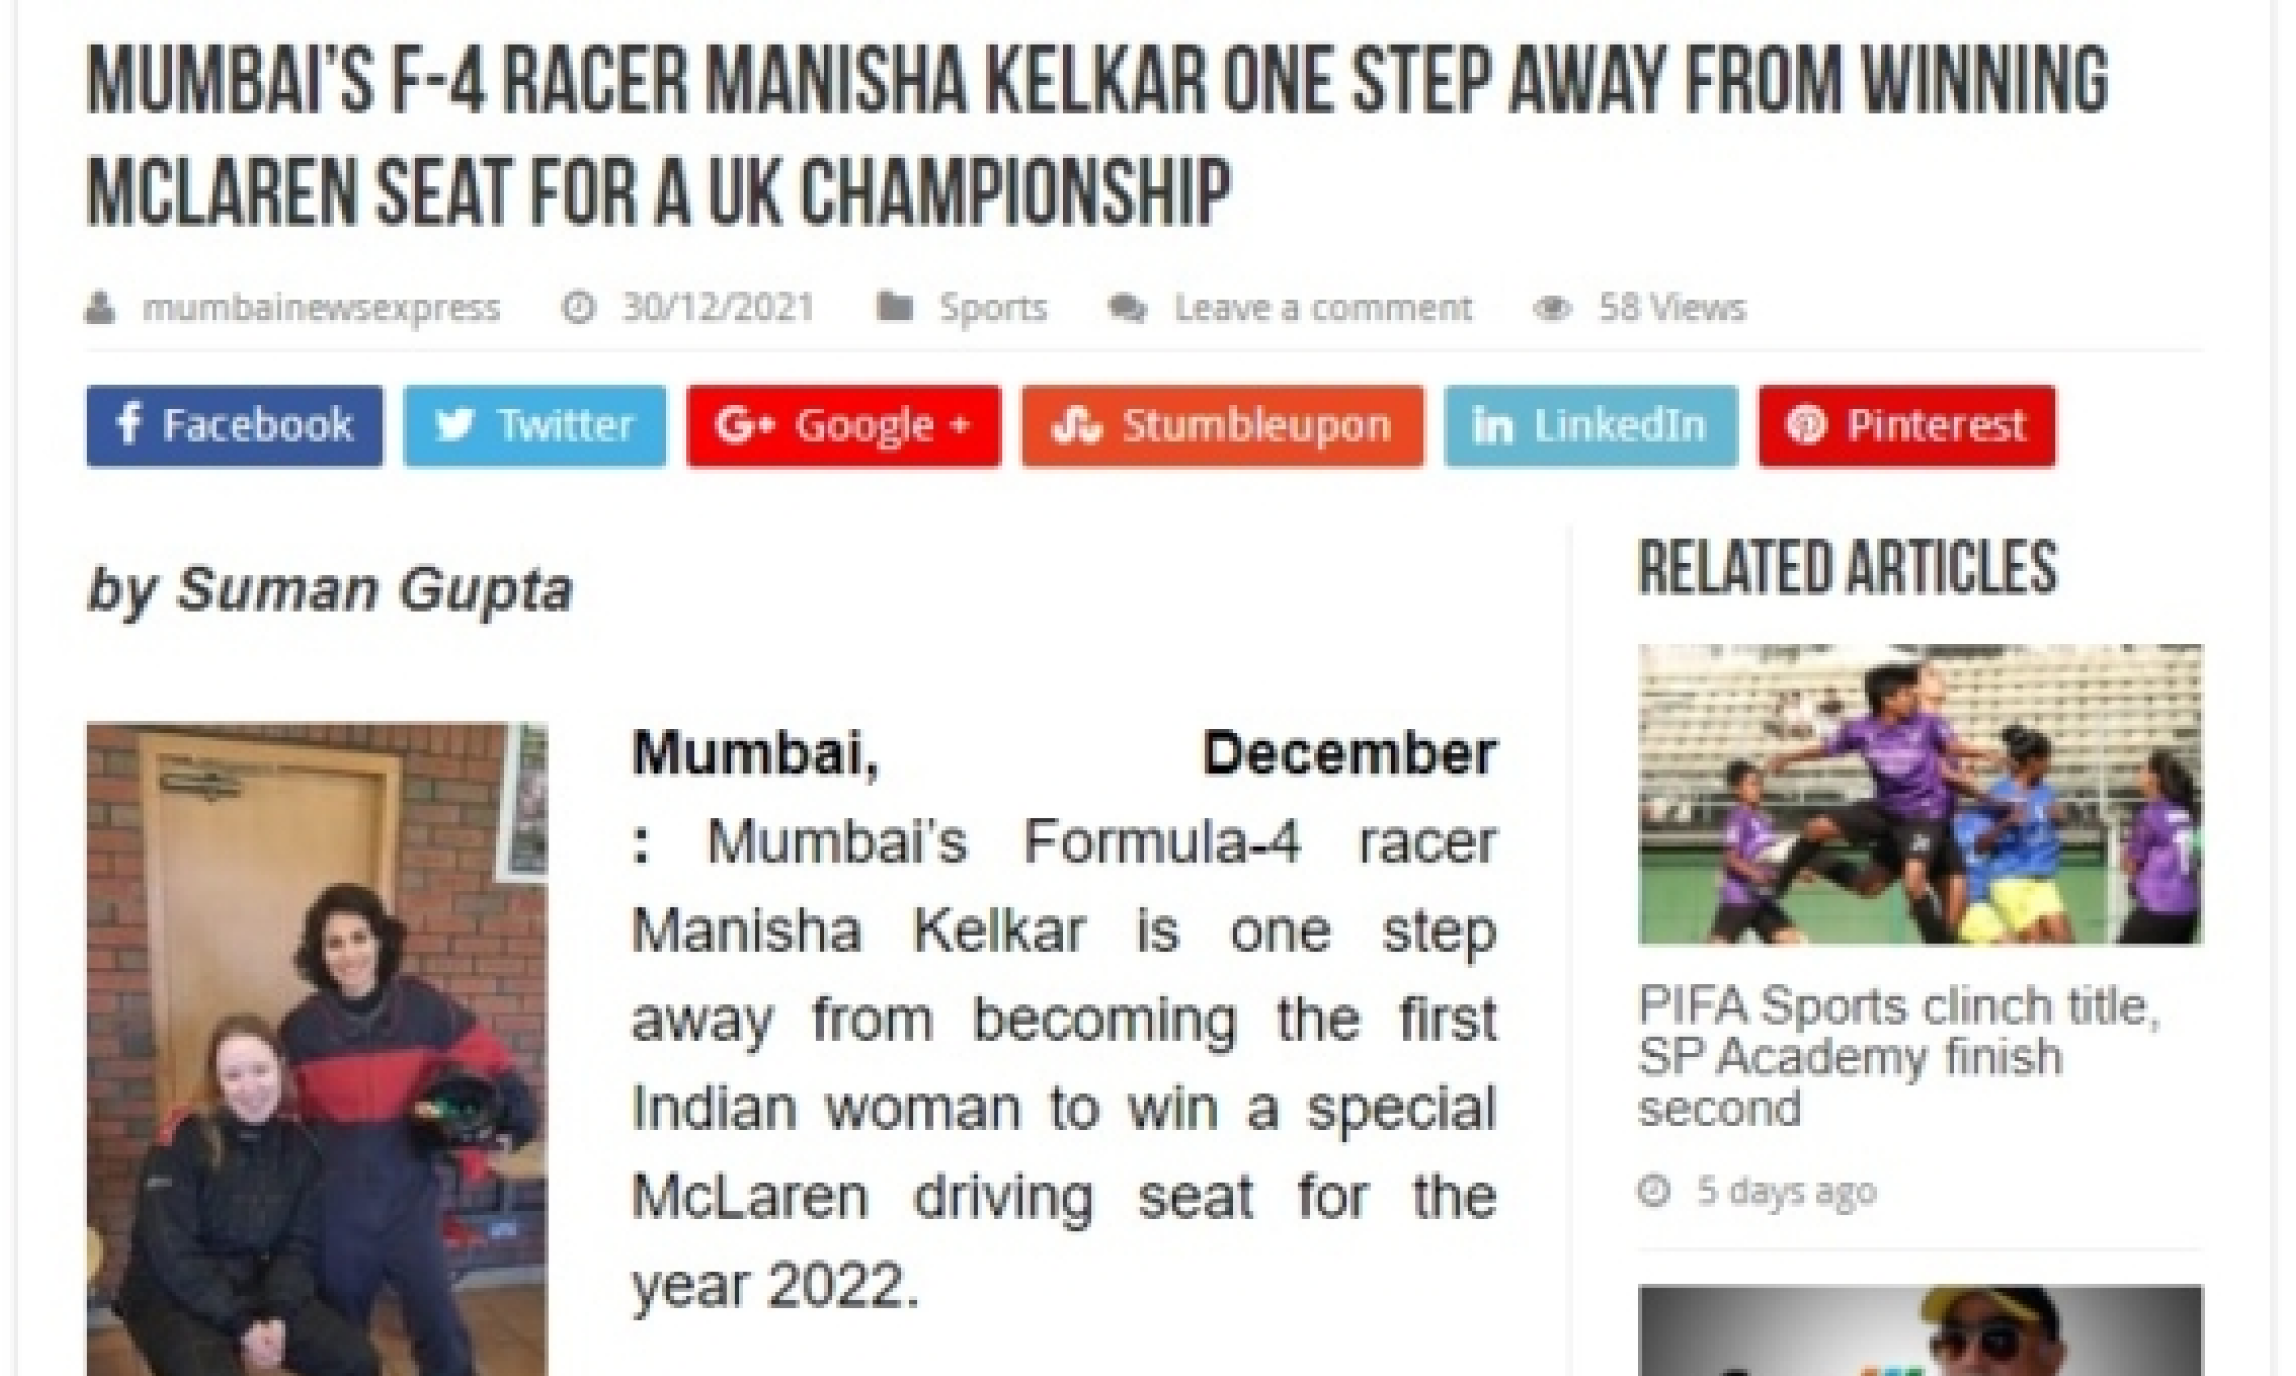 MUMBAI'S F-4 RACER MANISHA KELKAR ONE STEP AWAY FROM WINNING
MCLAREN SEAT FOR A UK CHAMPIONSHIP
mumbainewsexpress 30/12/2021 Sports Leave a comment 58 Views
Facebook Twitter Google + Stumbleupon LinkedIn Pinterest
by Suman Gupta
Mumbai, December
: Mumbai's Formula-4 racer
Manisha Kelkar is one step
away from becoming the first
Indian woman to win a special
McLaren driving seat for the
year 2022.
RELATED ARTICLES
PIFA Sports clinch title,
SP Academy finish
second
5 days ago